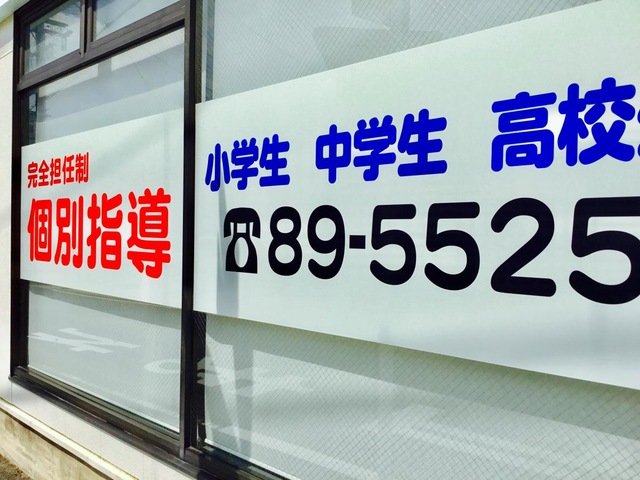 完全担任制
個別指導
小学生 中学生 高校
☎89-5525